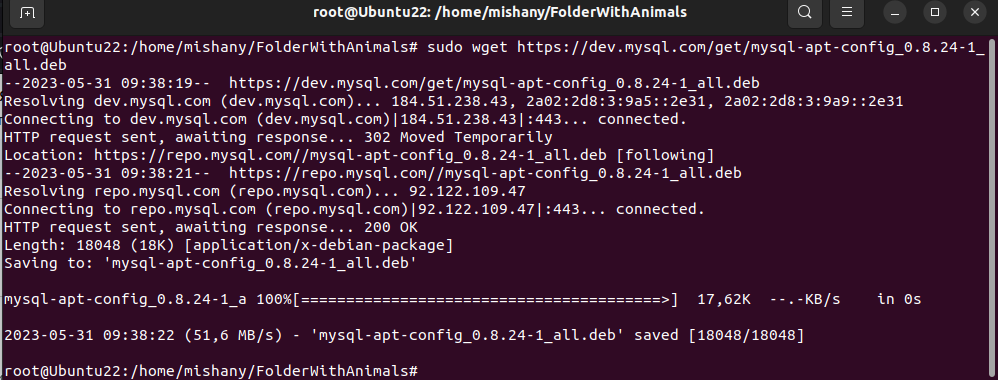 root@Ubuntu22: /home/mishany/FolderWithAnimals
root@Ubuntu22:/home/mishany/FolderWithAnimals# sudo wget https://dev.mysql.com/get/mysql-apt-config_0.8.24-1_
all.deb
--2023-05-31 09:38:19--  https://dev.mysql.com/get/mysql-apt-config_0.8.24-1_all.deb
Resolving dev.mysql.com (dev.mysql.com)... 184.51.238.43, 2a02:2d8:3:9a5::2e31, 2a02:2d8:3:9a9::2e31
Connecting to dev.mysql.com (dev.mysql.com)|184.51.238.43|:443... connected.
HTTP request sent, awaiting response... 302 Moved Temporarily
Location: https://repo.mysql.com//mysql-apt-config_0.8.24-1_all.deb [following]
--2023-05-31 09:38:21--  https://repo.mysql.com//mysql-apt-config_0.8.24-1_all.deb
Resolving repo.mysql.com (repo.mysql.com)... 92.122.109.47
Connecting to repo.mysql.com (repo.mysql.com)|92.122.109.47|:443... connected.
HTTP request sent, awaiting response... 200 OK
Length: 18048 (18K) [application/x-debian-package]
Saving to: 'mysql-apt-config_0.8.24-1_all.deb'
mysql-apt-config_0.8.24-1_a 100%[========================================>]  17,62K  --.-KB/s    in 0s
2023-05-31 09:38:22 (51,6 MB/s) - 'mysql-apt-config_0.8.24-1_all.deb' saved [18048/18048]
root@Ubuntu22:/home/mishany/FolderWithAnimals#